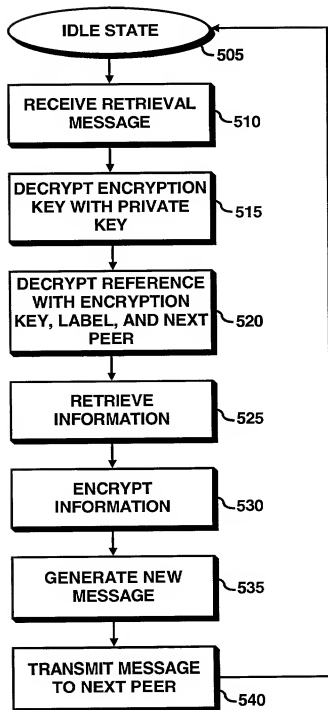 IDLE STATE
505
RECEIVE RETRIEVAL
MESSAGE
510
DECRYPT ENCRYPTION
KEY WITH PRIVATE
KEY
515
DECRYPT REFERENCE
WITH ENCRYPTION
KEY, LABEL, AND NEXT
PEER
520
RETRIEVE
INFORMATION
525
ENCRYPT
INFORMATION
530
GENERATE NEW
MESSAGE
535
TRANSMIT MESSAGE
TO NEXT PEER
540